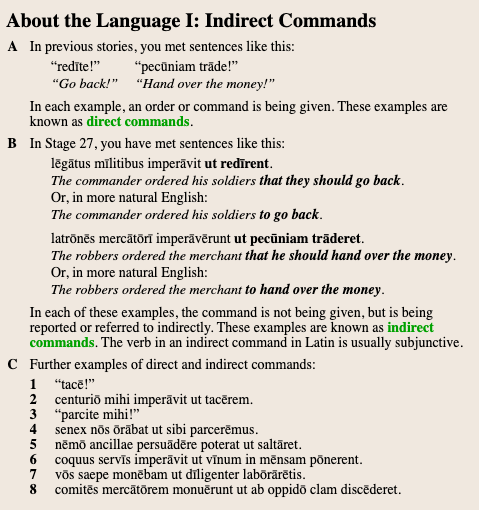 About the Language I: Indirect Commands
A In previous stories, you met sentences like this:
“redīte!” “pecūniam trāde!”
“Go back!” “Hand over the money!”
In each example, an order or command is being given. These examples are
known as direct commands.
B In Stage 27, you have met sentences like this:
lēgātus mīlitibus imperāvit ut redīrent.
The commander ordered his soldiers that they should go back.
Or, in more natural English:
The commander ordered his soldiers to go back.
latrōnēs mercātōrī imperāvērunt ut pecūniam trāderet.
The robbers ordered the merchant that he should hand over the money.
Or, in more natural English:
The robbers ordered the merchant to hand over the money.
In each of these examples, the command is not being given, but is being
reported or referred to indirectly. These examples are known as indirect
commands. The verb in an indirect command in Latin is usually subjunctive.
C Further examples of direct and indirect commands:
1 “tacē!”
2 centuriō mihi imperāvit ut tacērem.
3 “parcite mihi!”
4 senex nōs ōrābat ut sibi parcerēmus.
5 nēmō ancillae persuādēre poterat ut saltāret.
6 coquus servīs imperāvit ut vīnum in mēnsam pōnerent.
7 vōs saepe monēbam ut dīligenter labōrārētis.
8 comitēs mercātōrem monuērunt ut ab oppidō clam discēderet.